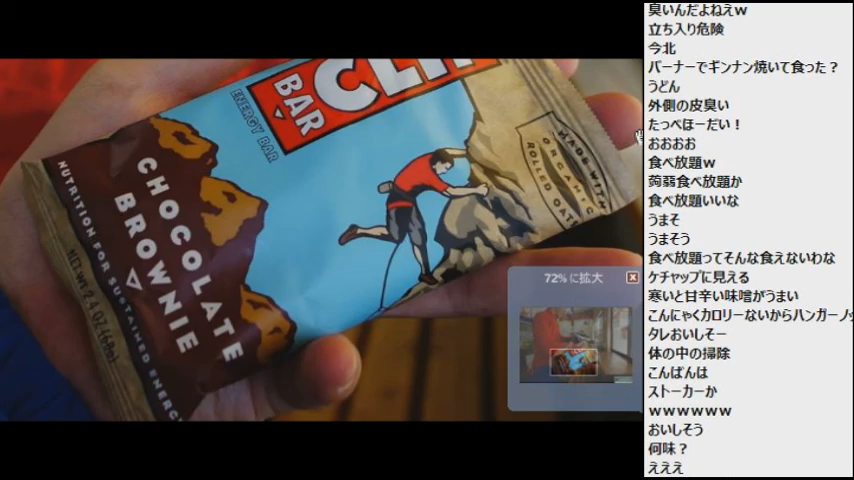 CLIF
BAR
ENERGY BAR
MADE WITH
ORGANIC
ROLLED OATS
CHOCOLATE
BROWNIE
NUTRITION FOR SUSTAINED ENERGY
NET WT. 2.4 OZ (68g)
72%に拡大
臭いんだよねえw
立ち入り危険
今北
バーナーでギンナン焼いて食った？
うどん
外側の皮臭い
たっべほーだい！
おおおお
食べ放題w
蒟蒻食べ放題か
食べ放題いいな
うまそ
うまそう
食べ放題ってそんな食えないわな
ケチャップに見える
寒いと甘辛い味噌がうまい
こんにゃくカロリーないからハンガーノッ
タレおいしそー
体の中の掃除
こんばんは
ストーカーか
wwwwww
おいしそう
何味？
えええ